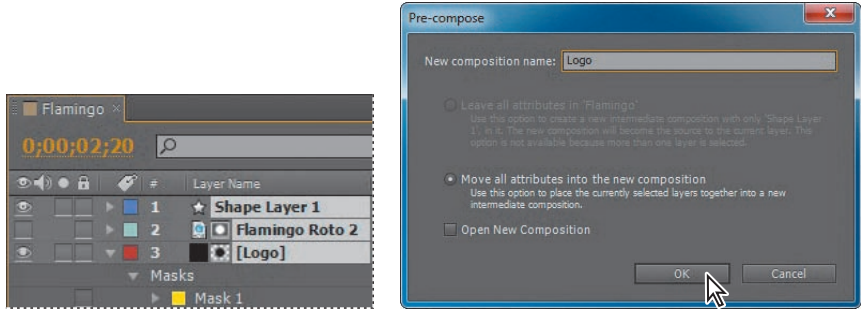 Flamingo
0;00;02;20
# Layer Name
1 Shape Layer 1
2 Flamingo Roto 2
3 [Logo]
Masks
Mask 1
Pre-compose
New composition name: Logo
Leave all attributes in 'Flamingo'
Use this option to create a new intermediate composition with only 'Shape Layer
1', in it. The new composition will become the source to the current layer. This
option is not available because more than one layer is selected.
Move all attributes into the new composition
Use this option to place the currently selected layers together into a new
intermediate composition.
Open New Composition
OK Cancel